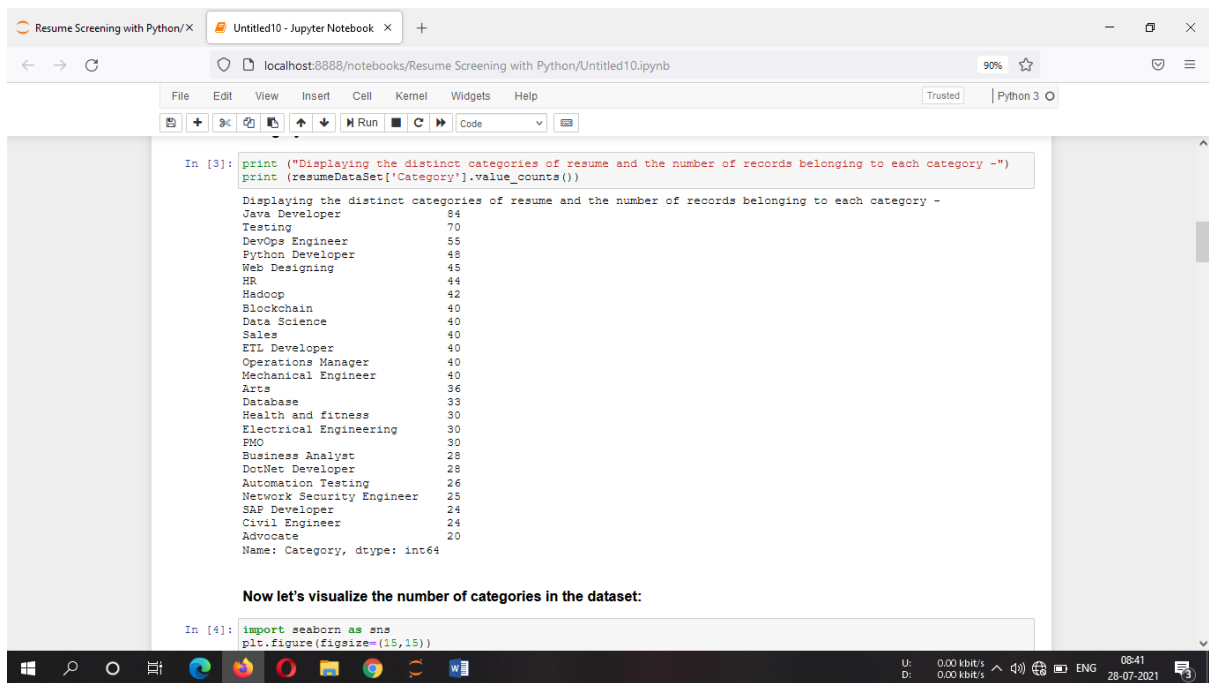 Resume Screening with Python/
Untitled10 - Jupyter Notebook
localhost:8888/notebooks/Resume Screening with Python/Untitled10.ipynb
90%
File Edit View Insert Cell Kernel Widgets Help
Trusted
Python 3
Run
Code
In [3]: print ("Displaying the distinct categories of resume and the number of records belonging to each category -")
print (resumeDataSet['Category'].value_counts())
Displaying the distinct categories of resume and the number of records belonging to each category -
Java Developer 84
Testing 70
DevOps Engineer 55
Python Developer 48
Web Designing 45
HR 44
Hadoop 42
Blockchain 40
Data Science 40
Sales 40
ETL Developer 40
Operations Manager 40
Mechanical Engineer 40
Arts 36
Database 33
Health and fitness 30
Electrical Engineering 30
PMO 30
Business Analyst 28
DotNet Developer 28
Automation Testing 26
Network Security Engineer 25
SAP Developer 24
Civil Engineer 24
Advocate 20
Name: Category, dtype: int64
Now let's visualize the number of categories in the dataset:
In [4]: import seaborn as sns
plt.figure(figsize=(15,15))
U: 0.00 kbit/s
D: 0.00 kbit/s
ENG
08:41
28-07-2021
3